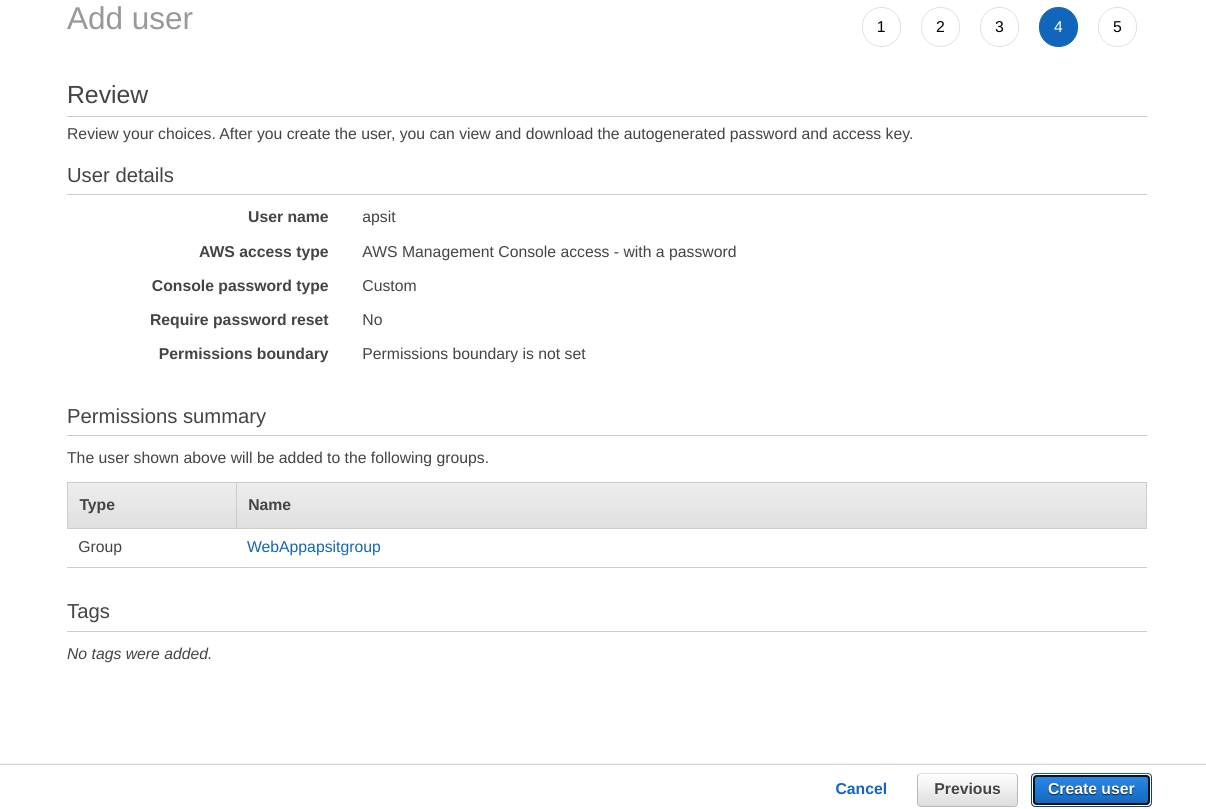 Add user
1 2 3 4 5
Review
Review your choices. After you create the user, you can view and download the autogenerated password and access key.
User details
User name apsit
AWS access type AWS Management Console access - with a password
Console password type Custom
Require password reset No
Permissions boundary Permissions boundary is not set
Permissions summary
The user shown above will be added to the following groups.
Type Name
Group WebAppapsitgroup
Tags
No tags were added.
Cancel Previous Create user